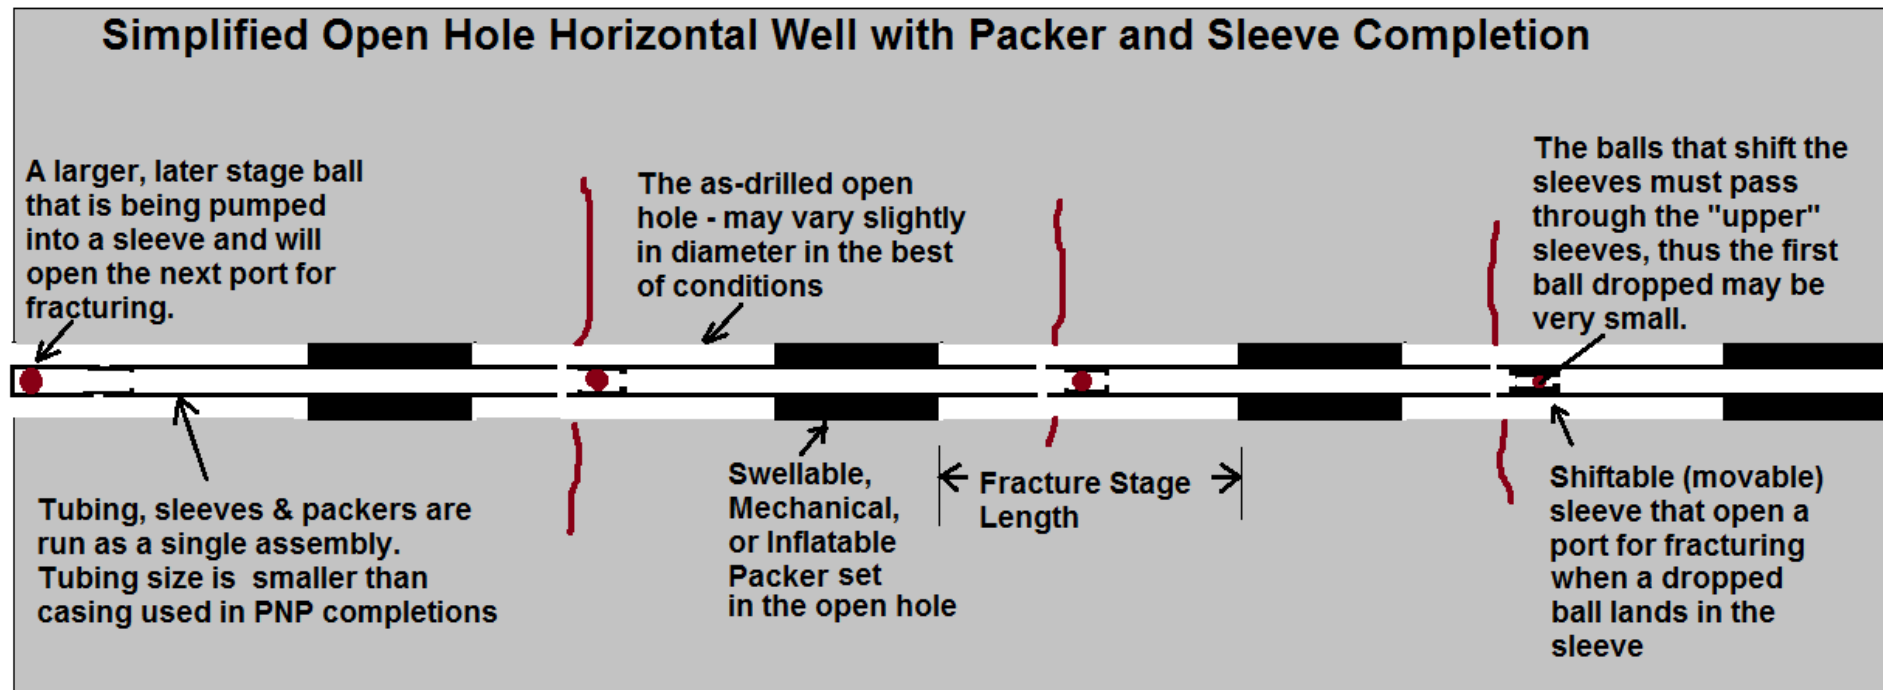 Simplified Open Hole Horizontal Well with Packer and Sleeve Completion
A larger, later stage ball
that is being pumped
into a sleeve and will
open the next port for
fracturing.
The as-drilled open
hole - may vary slightly
in diameter in the best
of conditions
The balls that shift the
sleeves must pass
through the "upper"
sleeves, thus the first
ball dropped may be
very small.
Tubing, sleeves & packers are
run as a single assembly.
Tubing size is smaller than
casing used in PNP completions
Swellable,
Mechanical,
or Inflatable
Packer set
in the open hole
Fracture Stage
Length
Shiftable (movable)
sleeve that open a
port for fracturing
when a dropped
ball lands in the
sleeve